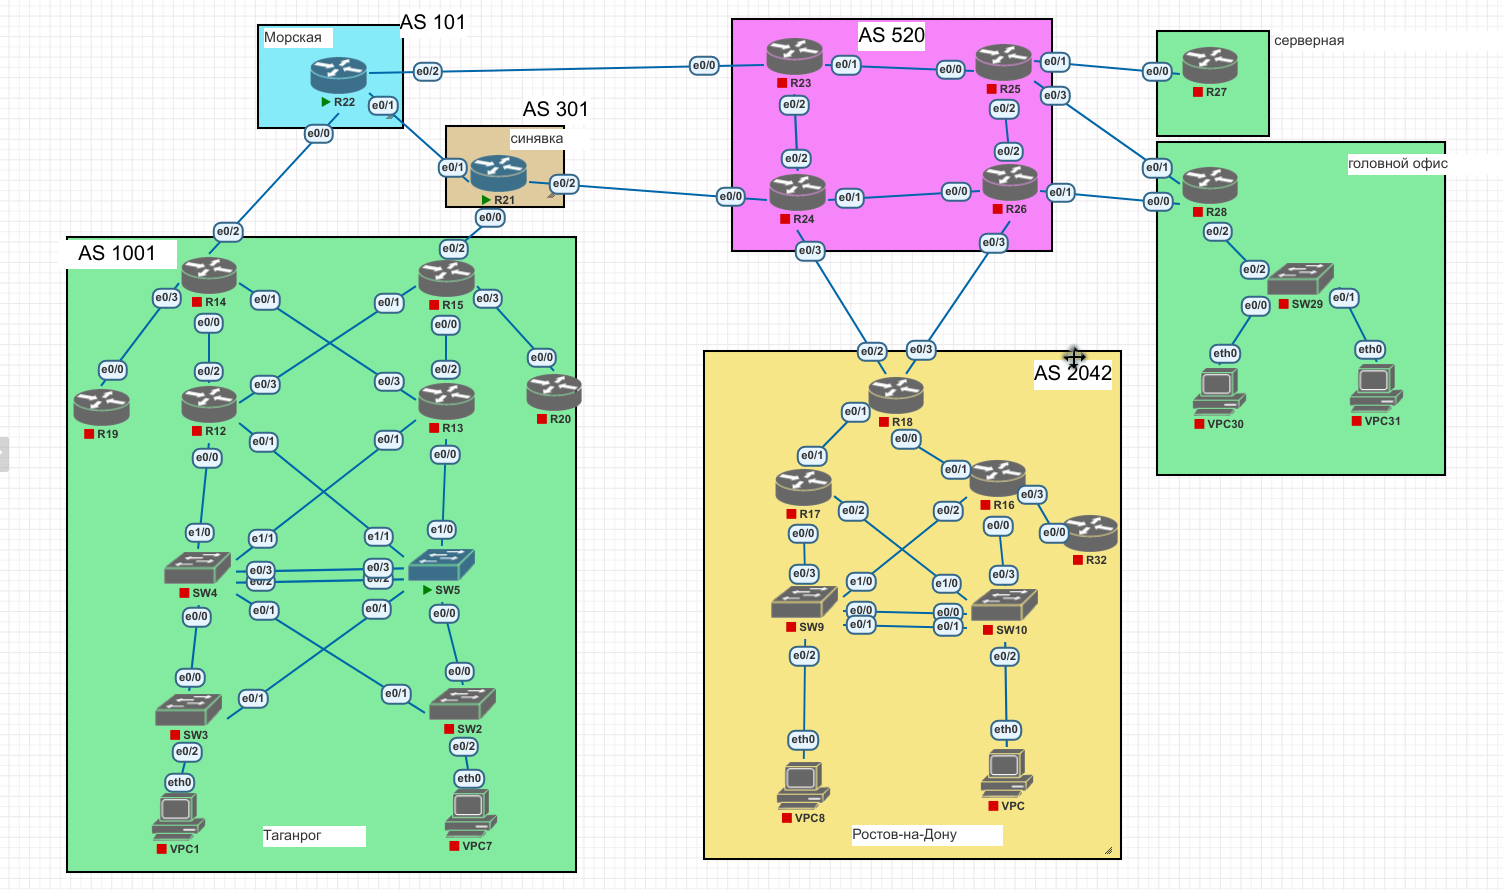 AS 101
Морская
R22
e0/2
e0/1
e0/0
AS 301
синявка
e0/1
R21
e0/2
e0/0
AS 520
e0/0
R23
e0/1
e0/2
e0/0
R25
e0/1
e0/3
e0/2
e0/2
e0/0
R24
e0/1
e0/3
e0/2
e0/0
R26
e0/1
e0/3
серверная
e0/0
R27
головной офис
e0/1
e0/0
R28
e0/2
e0/2
SW29
e0/0
e0/1
eth0
eth0
VPC30
VPC31
AS 1001
e0/2
R14
e0/3
e0/1
e0/0
e0/2
R15
e0/1
e0/3
e0/0
e0/0
R19
e0/2
R12
e0/3
e0/1
e0/0
e0/2
e0/3
R13
e0/1
e0/0
e0/0
R20
e1/0
e1/1
SW4
e0/3
e0/2
e0/1
e0/0
e1/0
e1/1
e0/3
e0/2
SW5
e0/1
e0/0
e0/0
e0/1
SW3
e0/2
e0/0
e0/1
SW2
e0/2
eth0
VPC1
eth0
VPC7
Таганрог
AS 2042
e0/2
e0/3
R18
e0/1
e0/0
e0/1
R17
e0/2
e0/0
e0/1
R16
e0/3
e0/2
e0/0
e0/0
R32
e0/3
e1/0
SW9
e0/0
e0/1
e0/2
e0/3
e1/0
e0/0
e0/1
SW10
e0/2
eth0
VPC8
eth0
VPC
Ростов-на-Дону